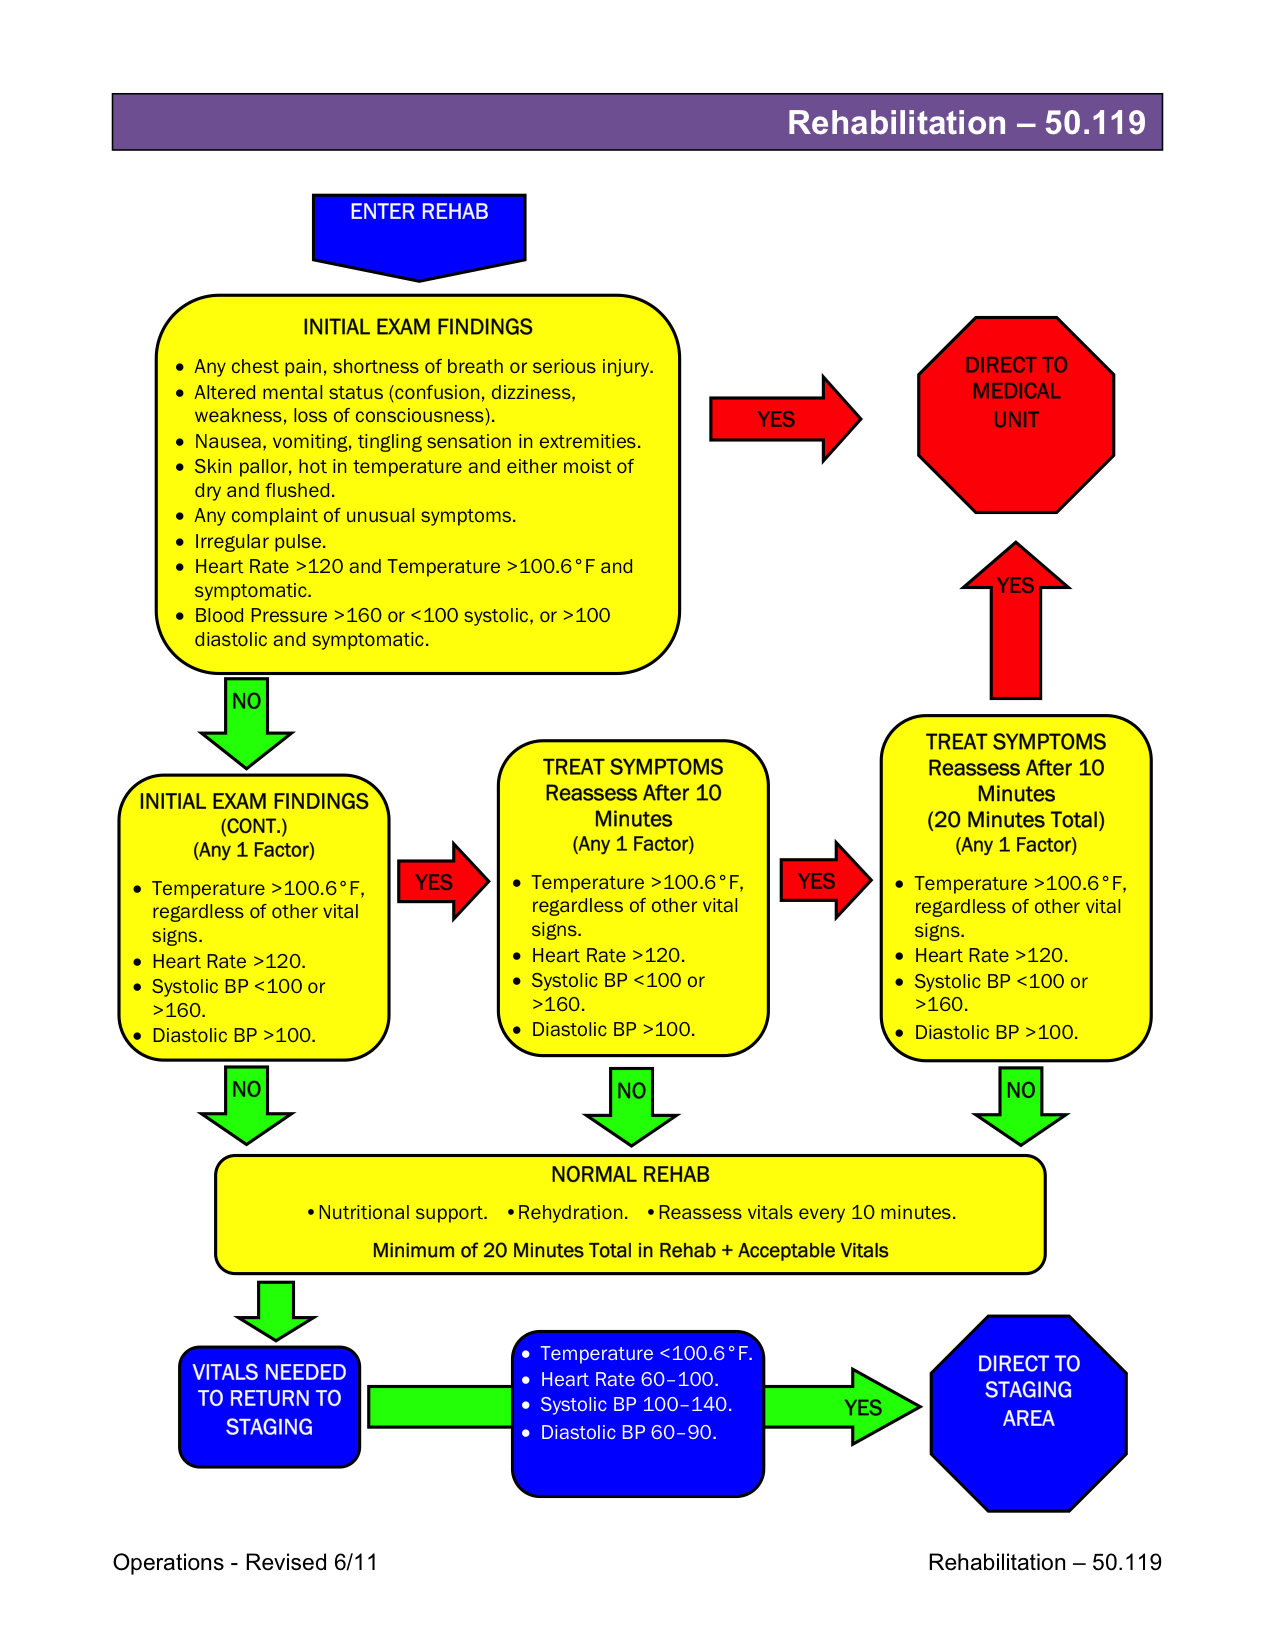 Rehabilitation – 50.119
ENTER REHAB
INITIAL EXAM FINDINGS
• Any chest pain, shortness of breath or serious injury.
• Altered mental status (confusion, dizziness,
weakness, loss of consciousness).
• Nausea, vomiting, tingling sensation in extremities.
• Skin pallor, hot in temperature and either moist of
dry and flushed.
• Any complaint of unusual symptoms.
• Irregular pulse.
• Heart Rate >120 and Temperature >100.6°F and
symptomatic.
• Blood Pressure >160 or <100 systolic, or >100
diastolic and symptomatic.
YES
DIRECT TO
MEDICAL
UNIT
YES
NO
INITIAL EXAM FINDINGS
(CONT.)
(Any 1 Factor)
• Temperature >100.6°F,
regardless of other vital
signs.
• Heart Rate >120.
• Systolic BP <100 or
>160.
• Diastolic BP >100.
YES
TREAT SYMPTOMS
Reassess After 10
Minutes
(Any 1 Factor)
• Temperature >100.6°F,
regardless of other vital
signs.
• Heart Rate >120.
• Systolic BP <100 or
>160.
• Diastolic BP >100.
YES
TREAT SYMPTOMS
Reassess After 10
Minutes
(20 Minutes Total)
(Any 1 Factor)
• Temperature >100.6°F,
regardless of other vital
signs.
• Heart Rate >120.
• Systolic BP <100 or
>160.
• Diastolic BP >100.
NO
NO
NO
NORMAL REHAB
•Nutritional support. •Rehydration. •Reassess vitals every 10 minutes.
Minimum of 20 Minutes Total in Rehab + Acceptable Vitals
VITALS NEEDED
TO RETURN TO
STAGING
• Temperature <100.6°F.
• Heart Rate 60–100.
• Systolic BP 100–140.
• Diastolic BP 60–90.
YES
DIRECT TO
STAGING
AREA
Operations - Revised 6/11
Rehabilitation – 50.119